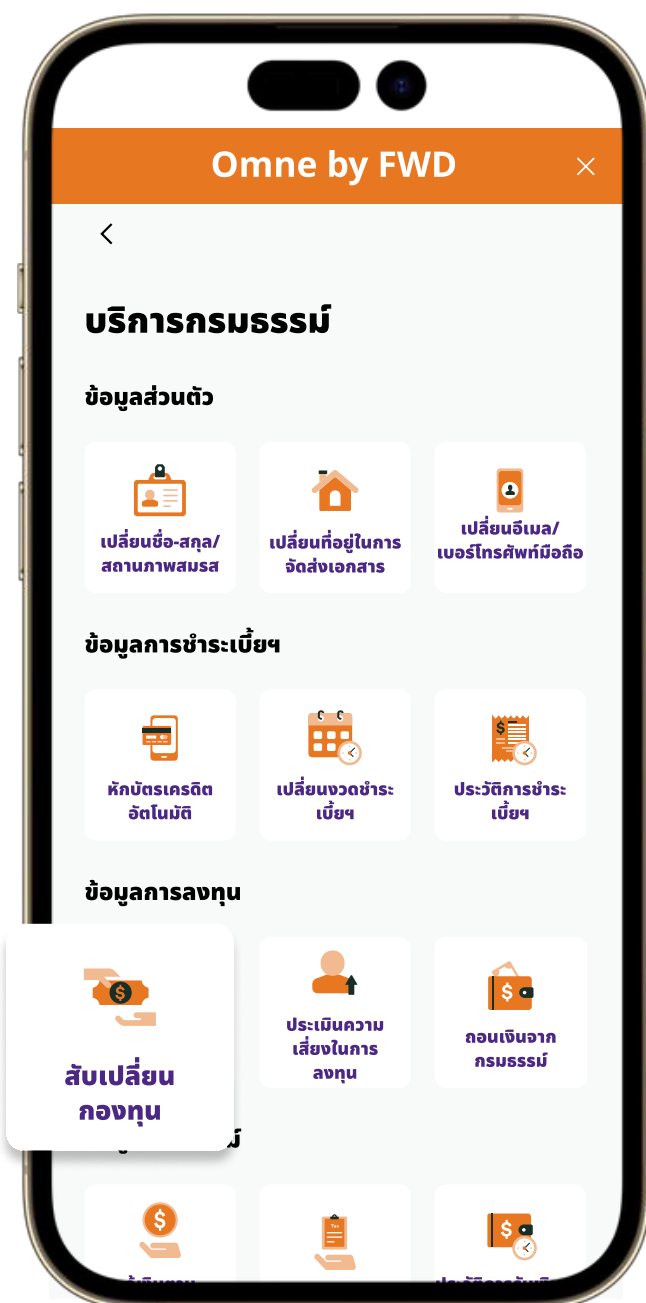 Omne by FWD
บริการกรมธรรม์
ข้อมูลส่วนตัว
เปลี่ยนชื่อ-สกุล/
สถานภาพสมรส
เปลี่ยนที่อยู่ในการ
จัดส่งเอกสาร
เปลี่ยนอีเมล/
เบอร์โทรศัพท์มือถือ
ข้อมูลการชำระเบี้ยฯ
หักบัตรเครดิต
อัตโนมัติ
เปลี่ยนงวดชำระ
เบี้ยฯ
ประวัติการชำระ
เบี้ยฯ
ข้อมูลการลงทุน
สับเปลี่ยน
กองทุน
ประเมินความ
เสี่ยงในการ
ลงทุน
ถอนเงินจาก
กรมธรรม์